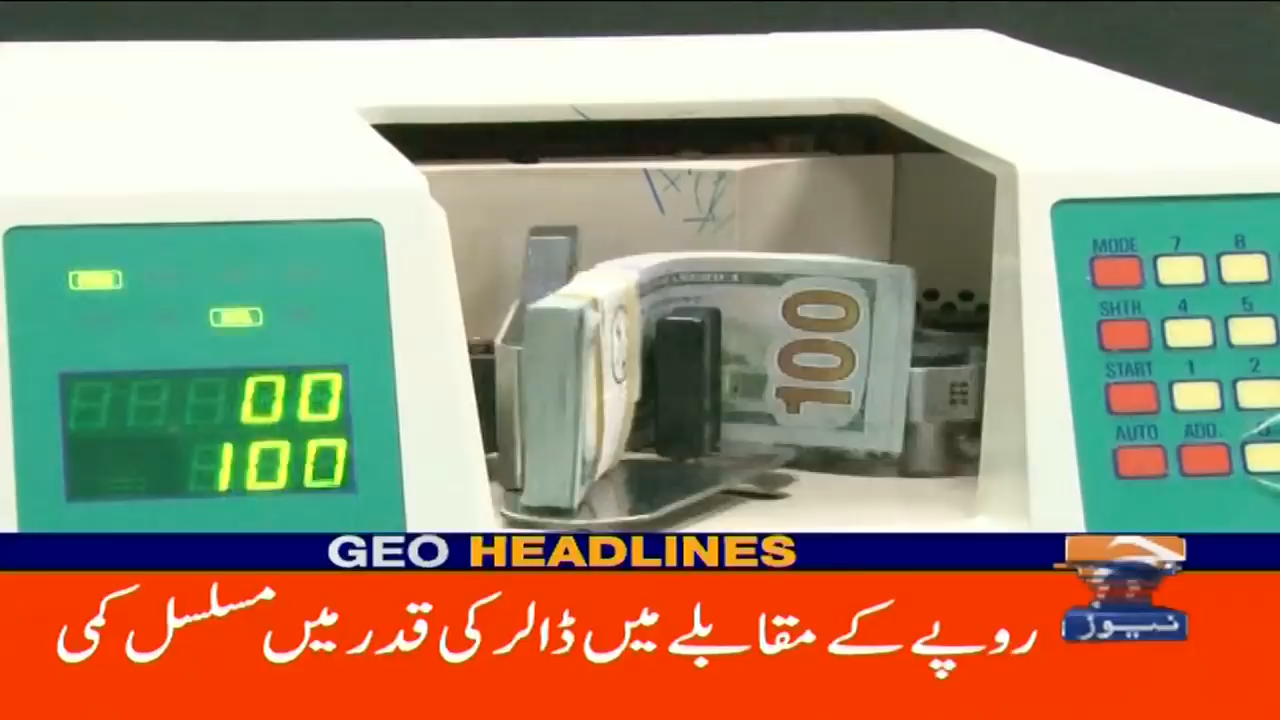 00
100
100
MODE 7 8
SHTR. 4 5
START 1 2
AUTO ADD.
GEO HEADLINES
روپے کے مقابلے میں ڈالر کی قدر میں مسلسل کمی
نیوز